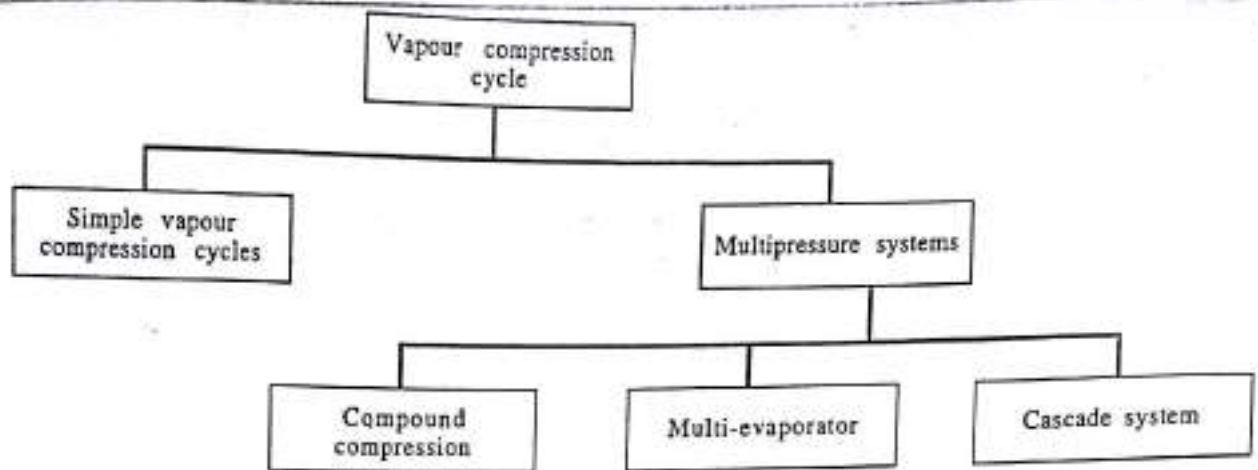 Vapour compression
cycle
Simple vapour
compression cycles
Multipressure systems
Compound
compression
Multi-evaporator
Cascade system